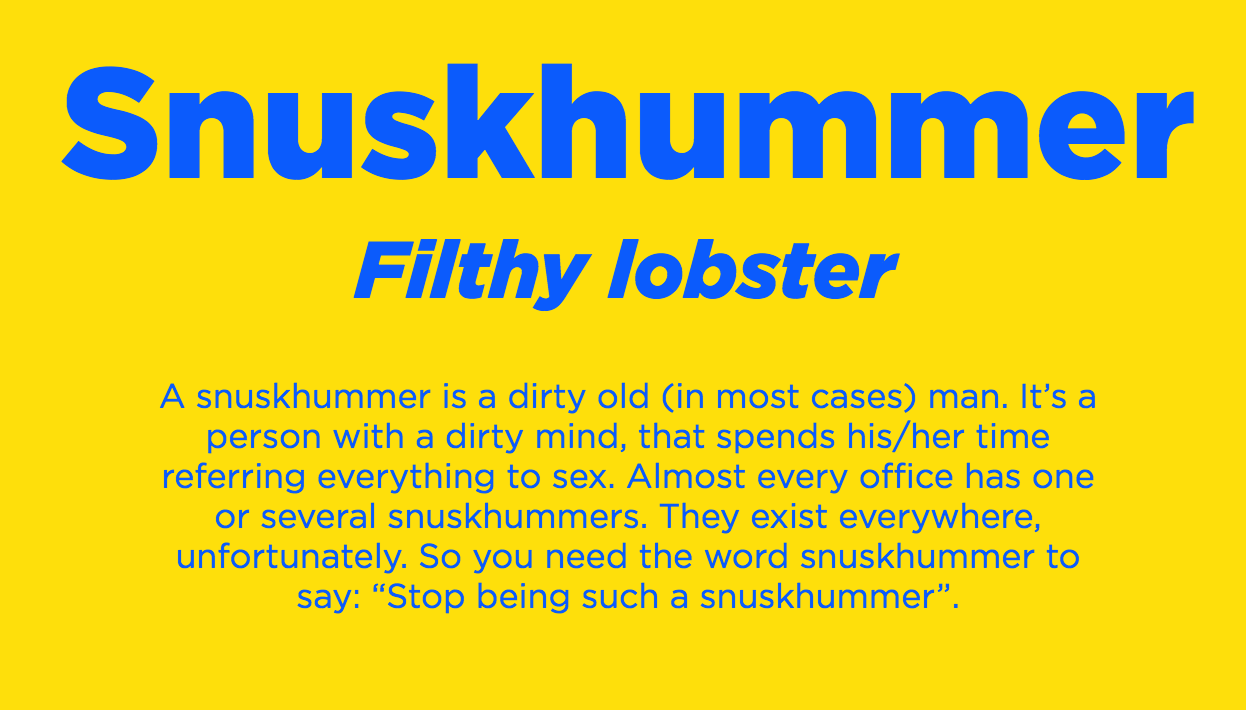 Snuskhummer
Filthy lobster
A snuskhummer is a dirty old (in most cases) man. It’s a
person with a dirty mind, that spends his/her time
referring everything to sex. Almost every office has one
or several snuskhummers. They exist everywhere,
unfortunately. So you need the word snuskhummer to
say: “Stop being such a snuskhummer”.